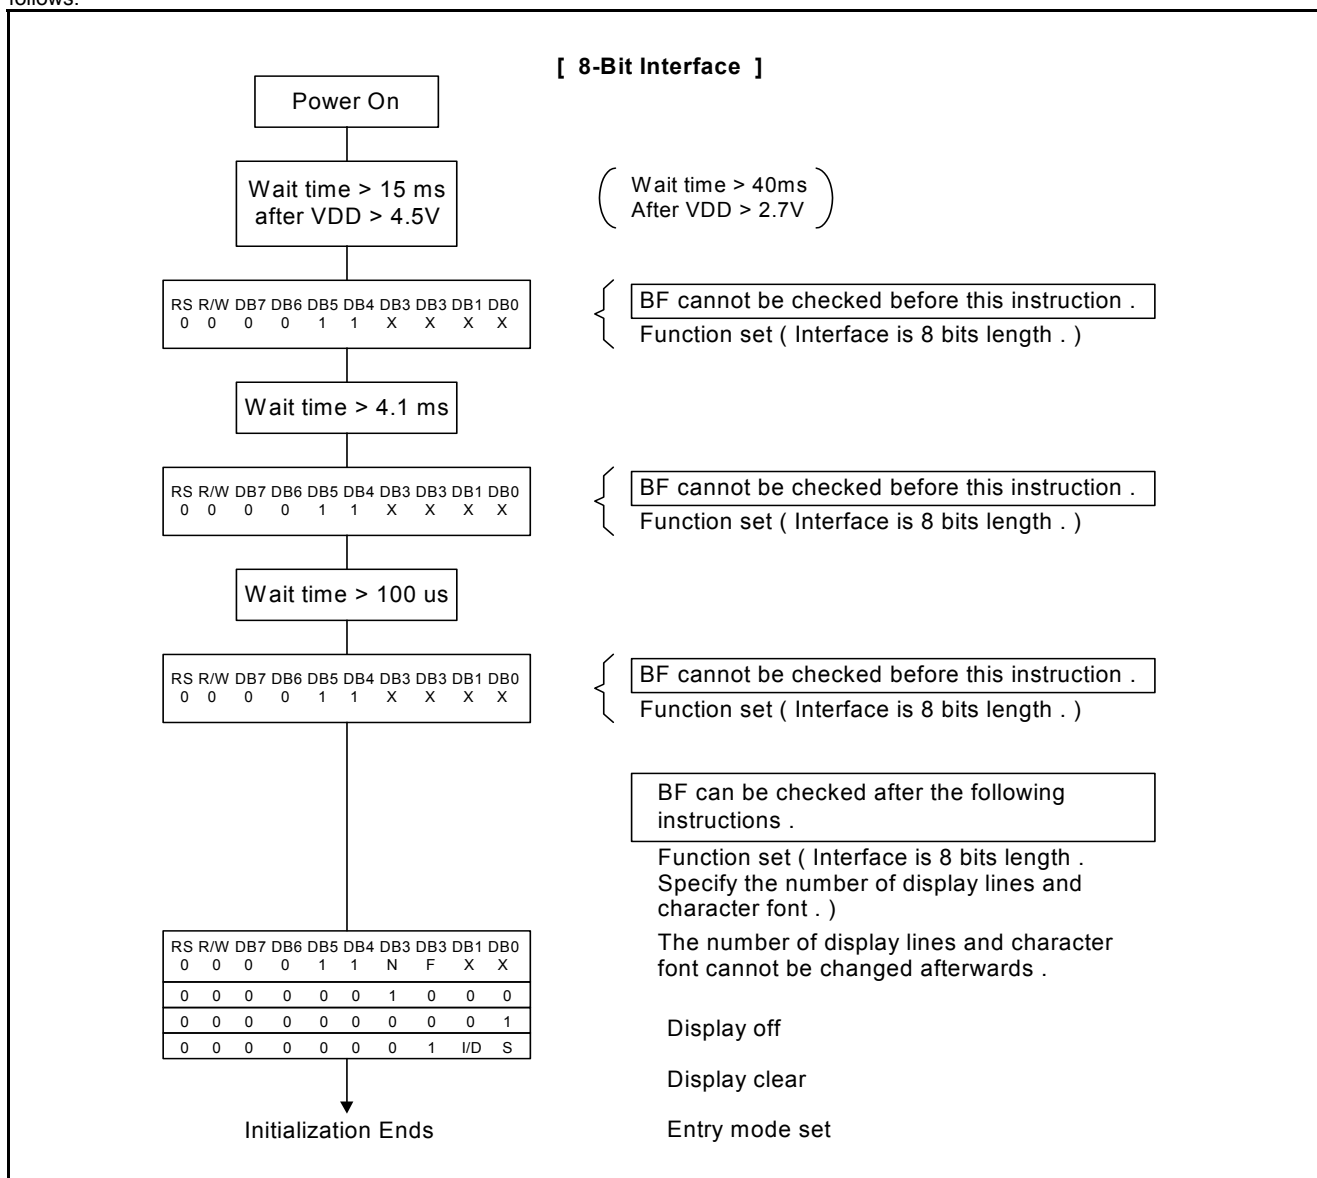 follows:
[ 8-Bit Interface ]
Power On
Wait time > 15 ms
after VDD > 4.5V
Wait time > 40ms
After VDD > 2.7V
RS R/W DB7 DB6 DB5 DB4 DB3 DB3 DB1 DB0
0 0 0 0 1 1 X X X X
BF cannot be checked before this instruction .
Function set ( Interface is 8 bits length . )
Wait time > 4.1 ms
RS R/W DB7 DB6 DB5 DB4 DB3 DB3 DB1 DB0
0 0 0 0 1 1 X X X X
BF cannot be checked before this instruction .
Function set ( Interface is 8 bits length . )
Wait time > 100 us
RS R/W DB7 DB6 DB5 DB4 DB3 DB3 DB1 DB0
0 0 0 0 1 1 X X X X
BF cannot be checked before this instruction .
Function set ( Interface is 8 bits length . )
BF can be checked after the following
instructions .
Function set ( Interface is 8 bits length .
Specify the number of display lines and
character font . )
The number of display lines and character
font cannot be changed afterwards .
RS R/W DB7 DB6 DB5 DB4 DB3 DB3 DB1 DB0
0 0 0 0 1 1 N F X X
0 0 0 0 0 0 1 0 0 0
0 0 0 0 0 0 0 0 0 1
0 0 0 0 0 0 0 1 I/D S
Display off
Display clear
Entry mode set
Initialization Ends